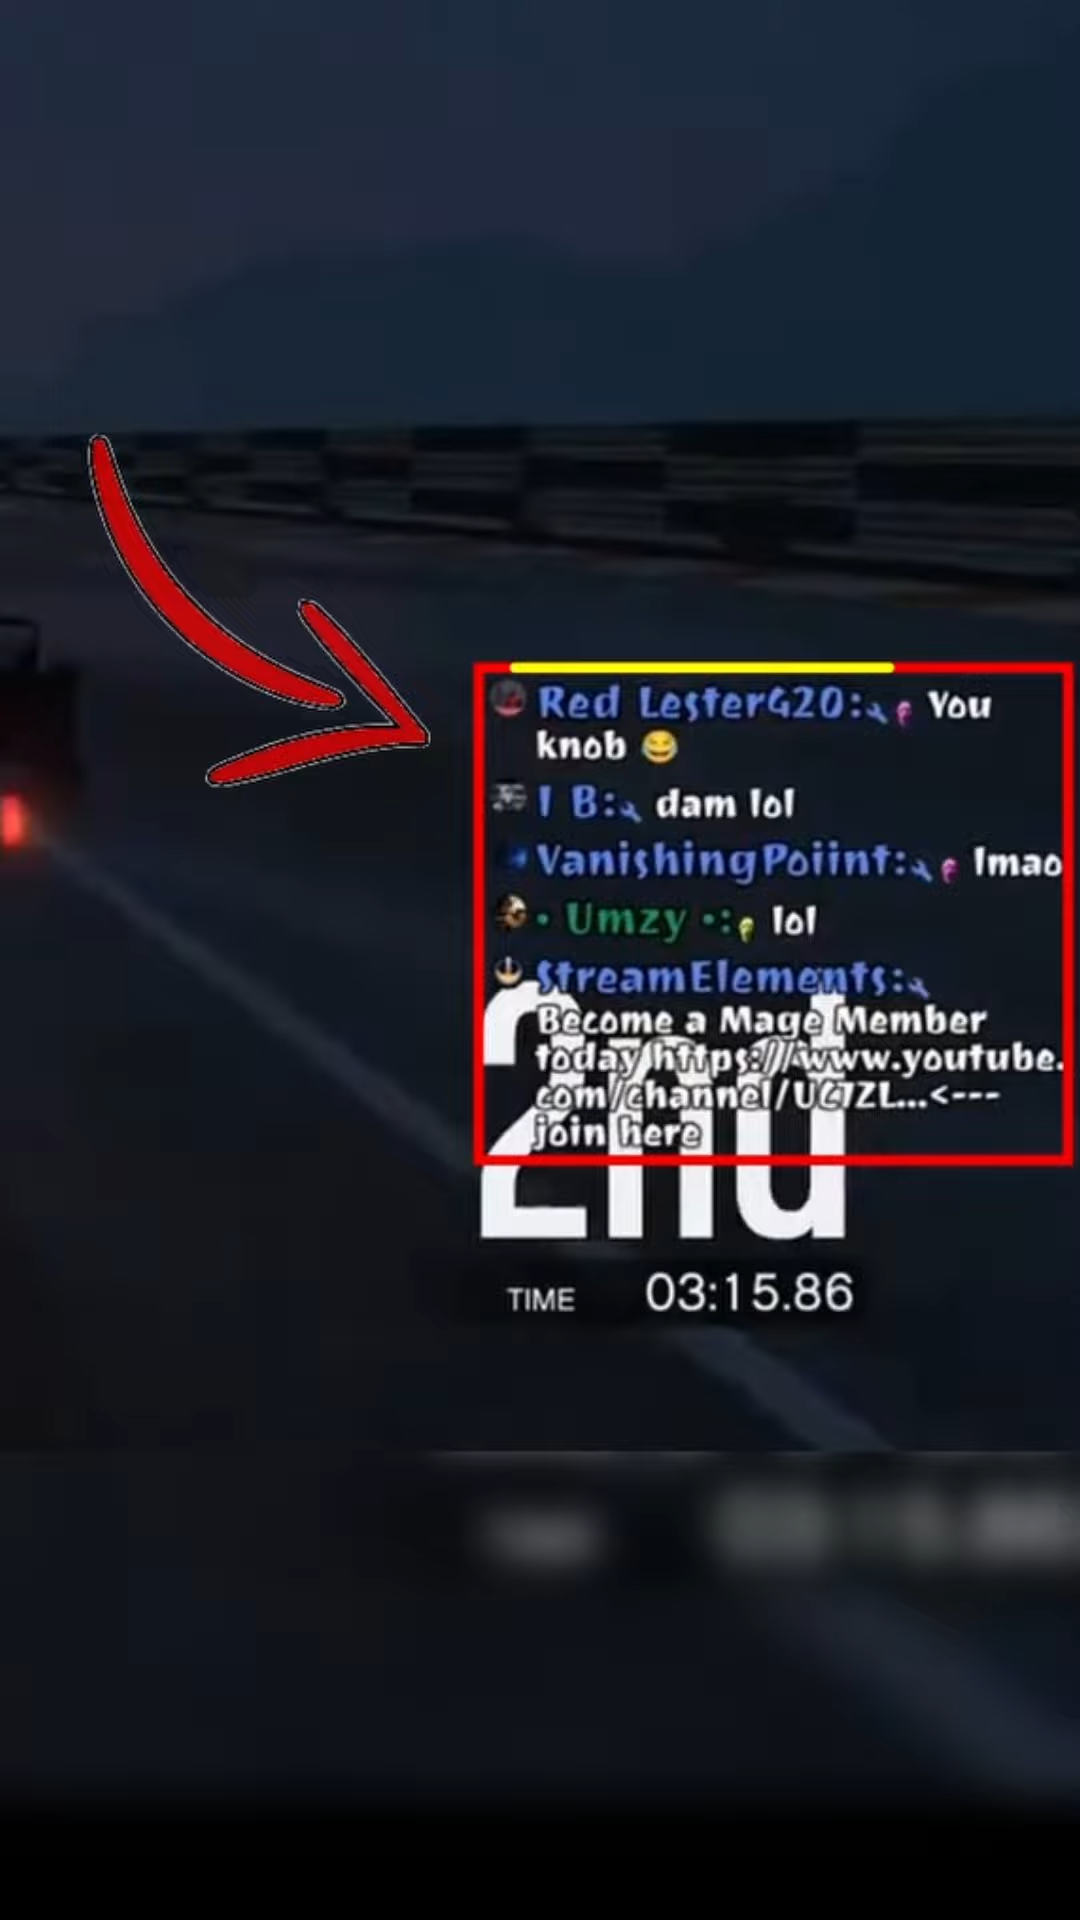 Red Lester420: You
knob 😂
I B: dam lol
VanishingPoiint: lmao
• Umzy •: lol
StreamElements:
Become a Mage Member
today https://www.youtube.
com/channel/UC7ZL...<---
join here
2nd
TIME 03:15.86